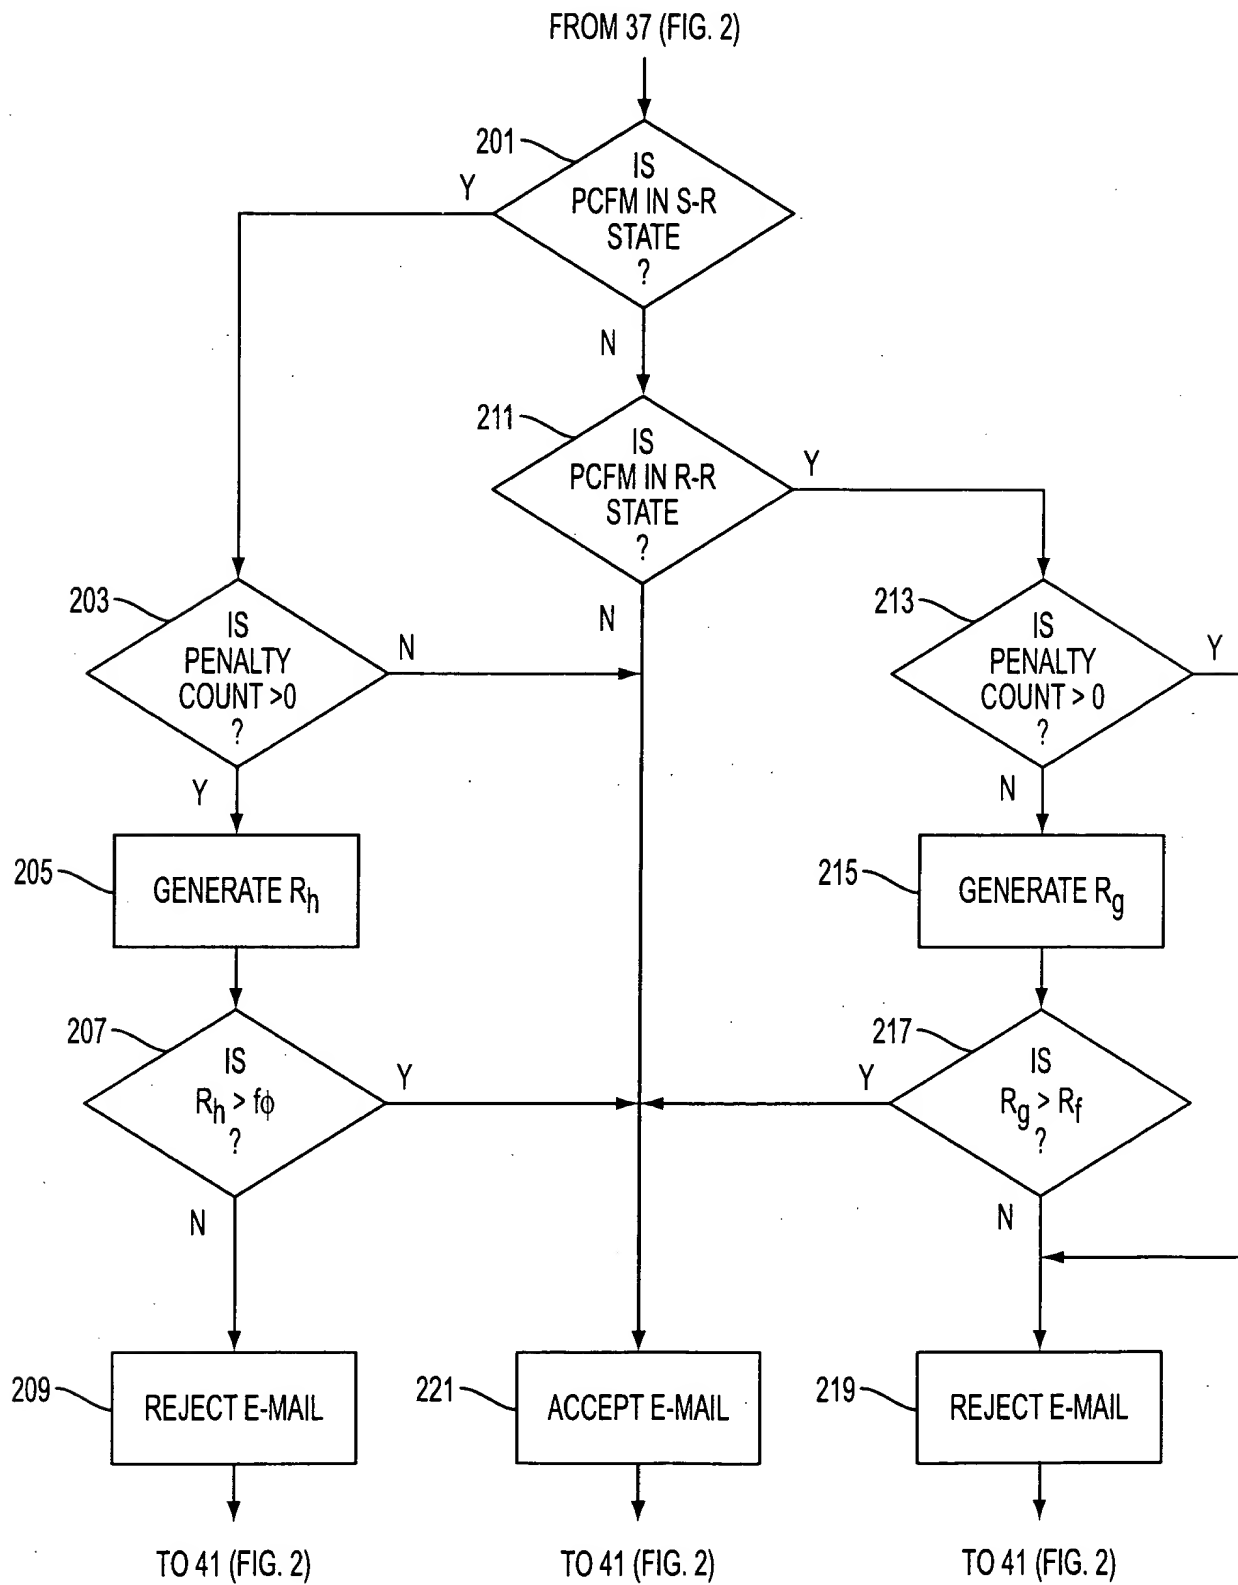 FROM 37 (FIG. 2)
201
IS
PCFM IN S-R
STATE
?
Y
N
211
IS
PCFM IN R-R
STATE
?
Y
N
203
IS
PENALTY
COUNT >0
?
N
Y
213
IS
PENALTY
COUNT > 0
?
Y
N
205
GENERATE Rh
215
GENERATE Rg
207
IS
Rh > fϕ
?
Y
N
217
IS
Rg > Rf
?
Y
N
209
REJECT E-MAIL
221
ACCEPT E-MAIL
219
REJECT E-MAIL
TO 41 (FIG. 2)
TO 41 (FIG. 2)
TO 41 (FIG. 2)